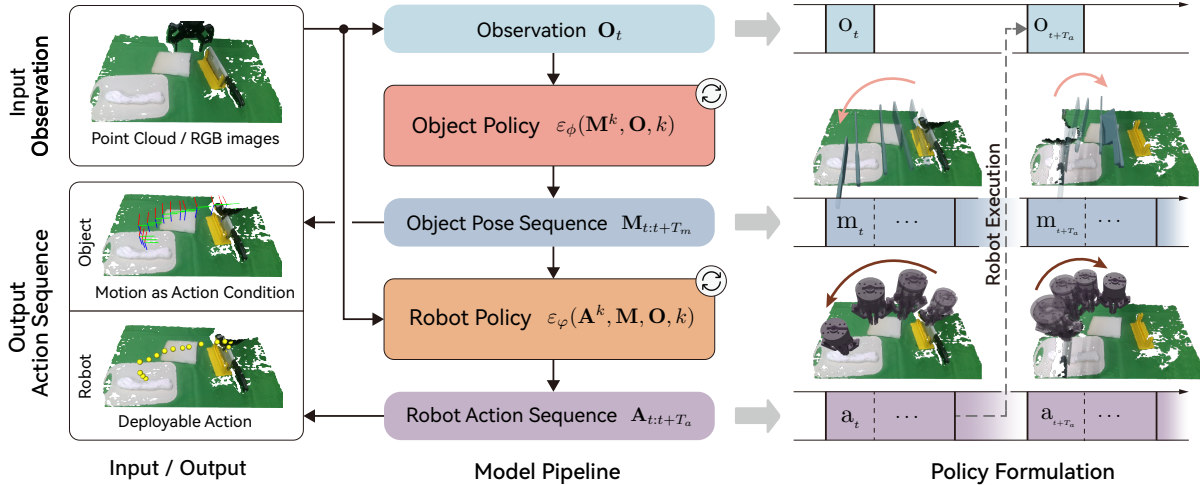 Input
Observation
Point Cloud / RGB images
Output
Action Sequence
Object
Motion as Action Condition
Robot
Deployable Action
Input / Output
Observation O_t
Object Policy ε_ϕ(M^k, O, k)
Object Pose Sequence M_{t:t+T_m}
Robot Policy ε_φ(A^k, M, O, k)
Robot Action Sequence A_{t:t+T_a}
Model Pipeline
O_t
O_{t+T_a}
m_t ...
m_{t+T_a} ...
Robot Execution
a_t ...
a_{t+T_a} ...
Policy Formulation